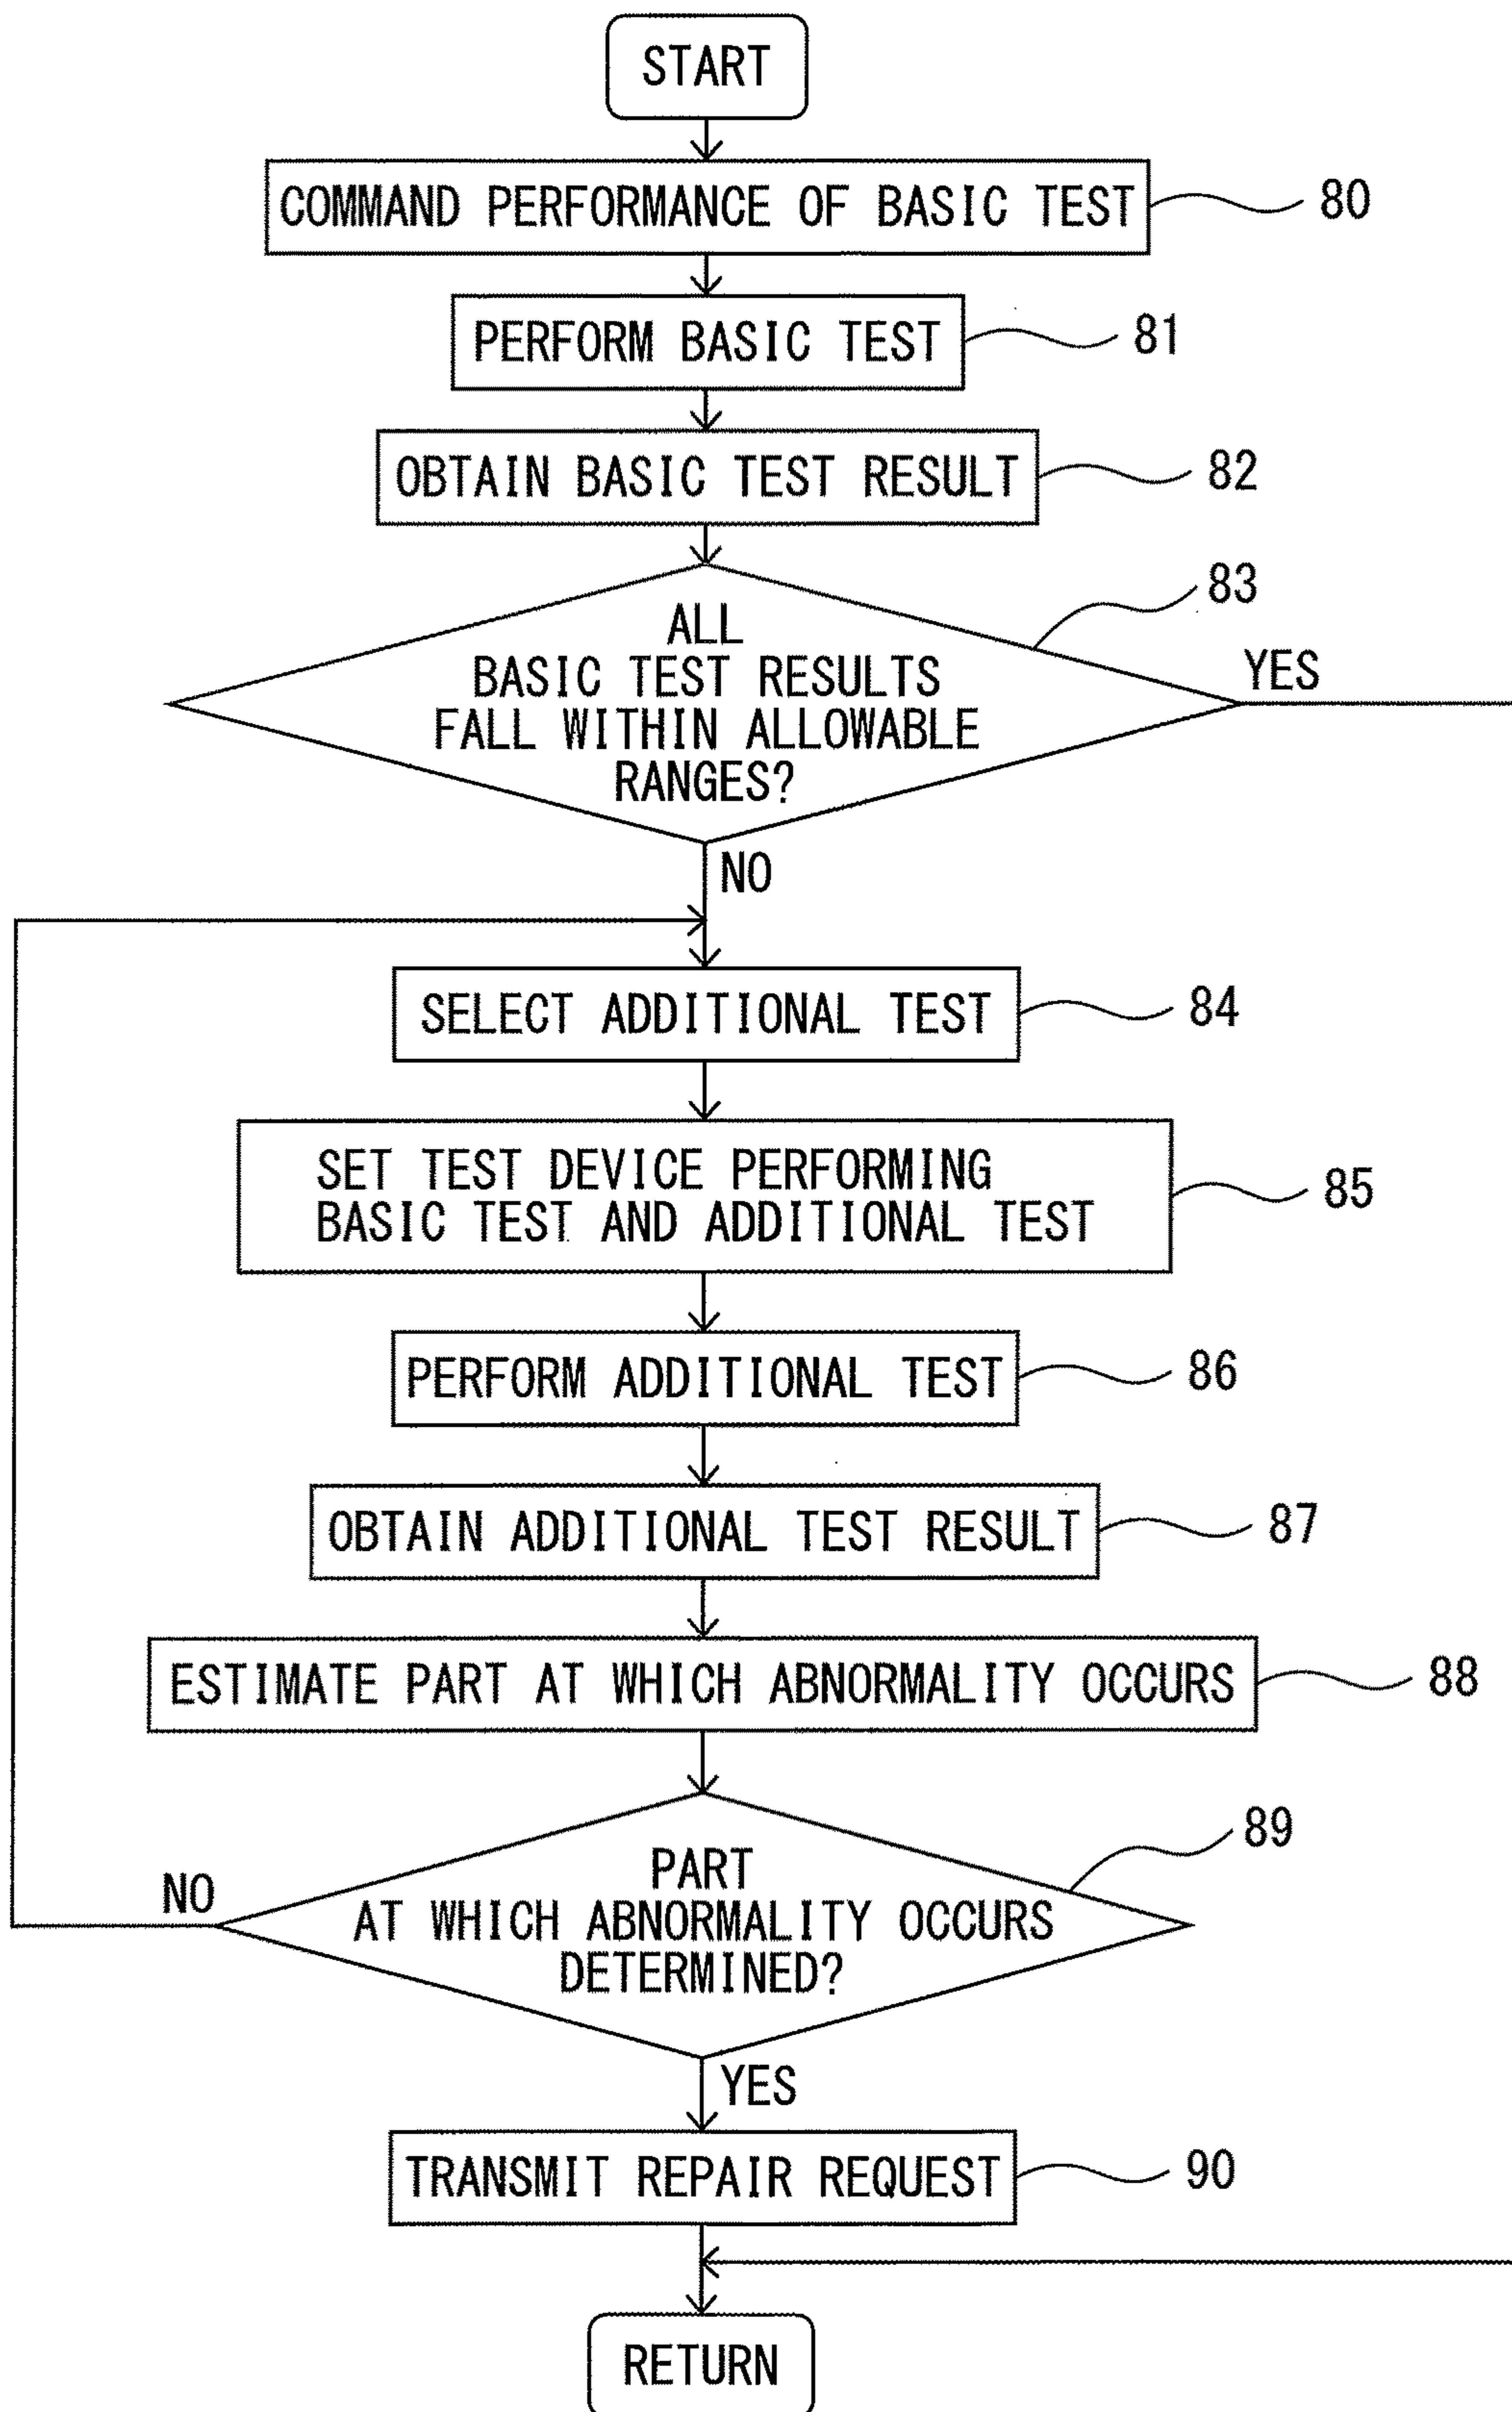 START
COMMAND PERFORMANCE OF BASIC TEST
80
PERFORM BASIC TEST
81
OBTAIN BASIC TEST RESULT
82
83
ALL
BASIC TEST RESULTS
FALL WITHIN ALLOWABLE
RANGES?
YES
NO
SELECT ADDITIONAL TEST
84
SET TEST DEVICE PERFORMING
BASIC TEST AND ADDITIONAL TEST
85
PERFORM ADDITIONAL TEST
86
OBTAIN ADDITIONAL TEST RESULT
87
ESTIMATE PART AT WHICH ABNORMALITY OCCURS
88
89
PART
AT WHICH ABNORMALITY OCCURS
DETERMINED?
NO
YES
TRANSMIT REPAIR REQUEST
90
RETURN